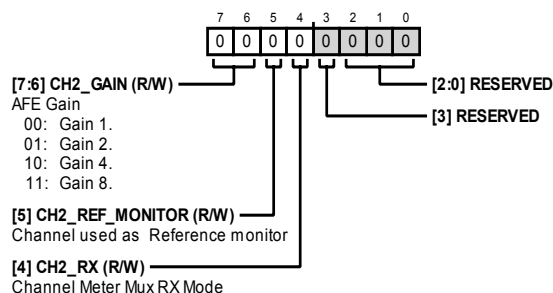 7 6 5 4 3 2 1 0
0 0 0 0 0 0 0 0
[7:6] CH2_GAIN (R/W)
AFE Gain
00: Gain 1.
01: Gain 2.
10: Gain 4.
11: Gain 8.
[5] CH2_REF_MONITOR (R/W)
Channel used as Reference monitor
[4] CH2_RX (R/W)
Channel Meter Mux RX Mode
[2:0] RESERVED
[3] RESERVED